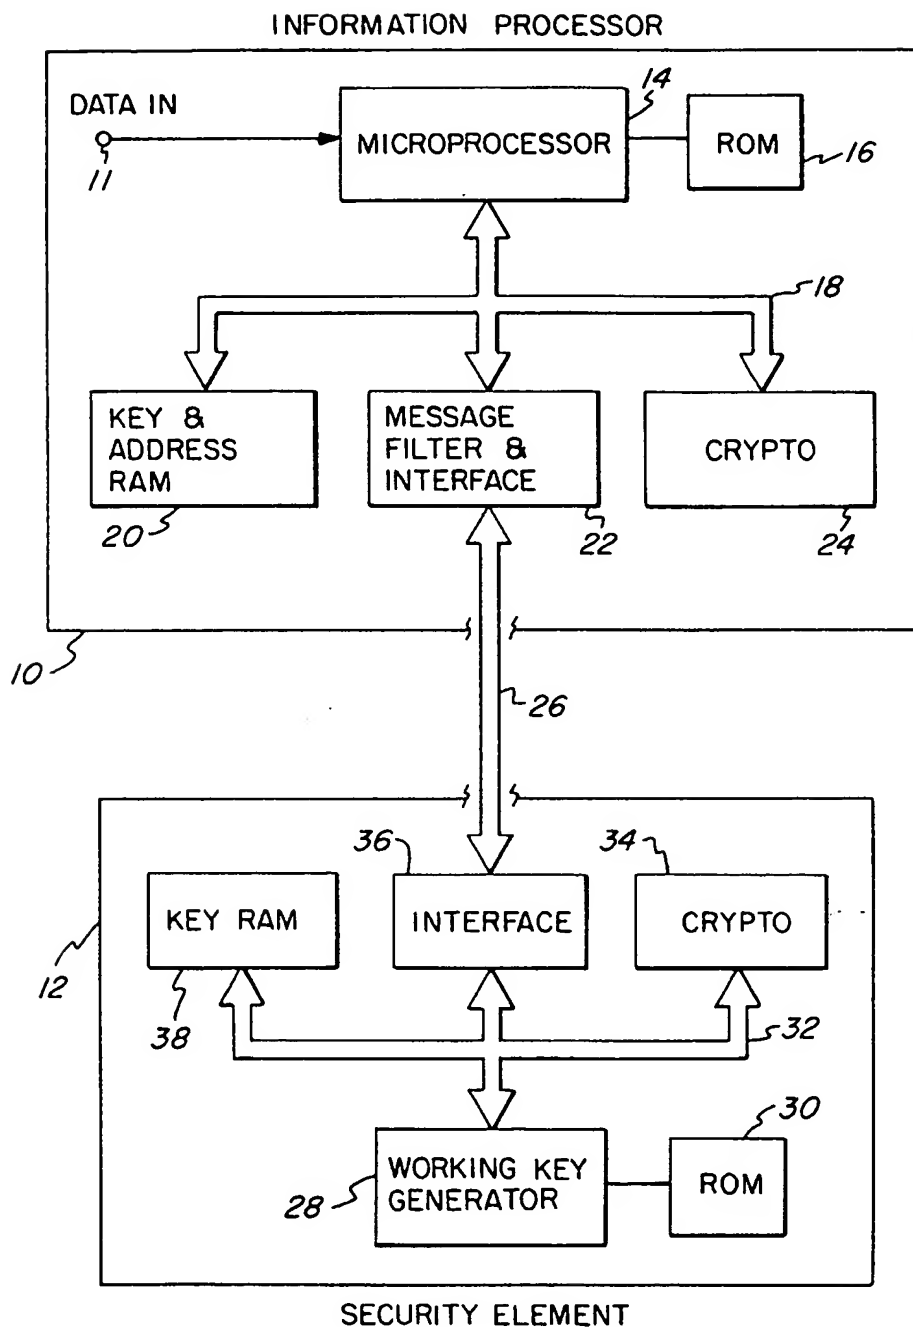 INFORMATION PROCESSOR
DATA IN
11
MICROPROCESSOR
14
ROM
16
18
KEY &
ADDRESS
RAM
20
MESSAGE
FILTER &
INTERFACE
22
CRYPTO
24
10
26
36
34
KEY RAM
INTERFACE
CRYPTO
12
38
32
30
WORKING KEY
GENERATOR
28
ROM
SECURITY ELEMENT